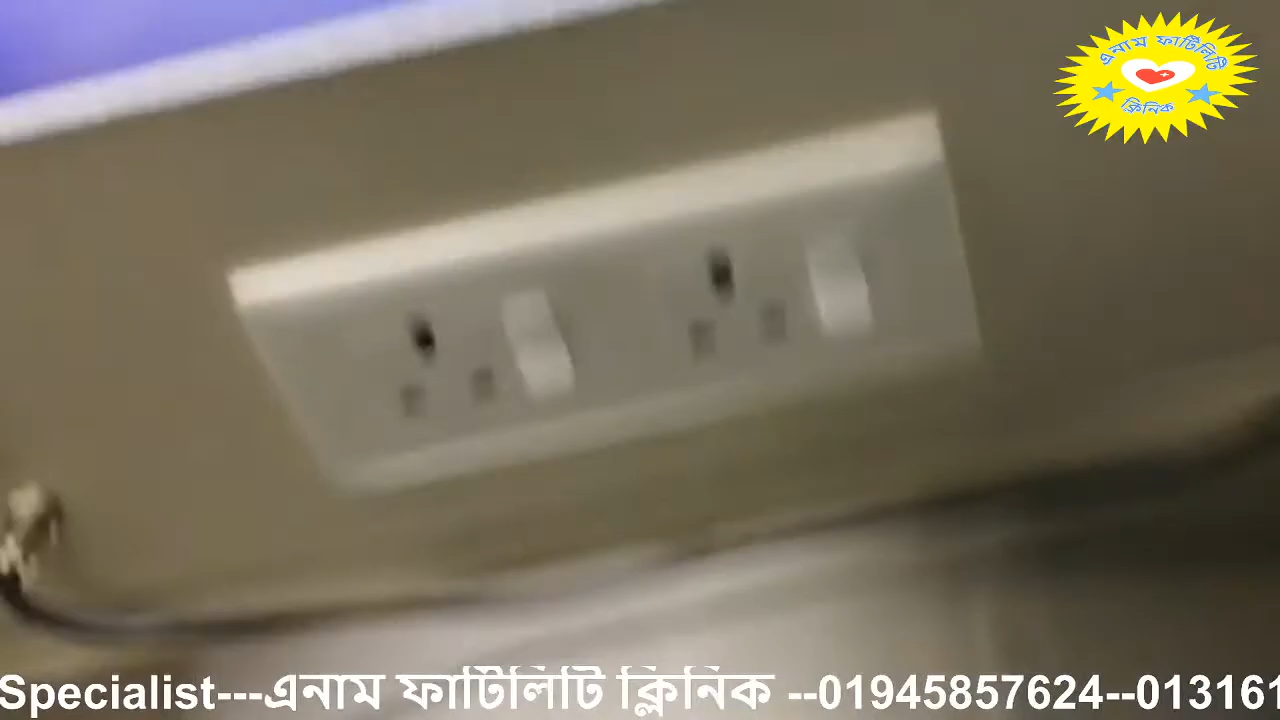 এনাম ফার্টিলিটি
ক্লিনিক
Specialist---এনাম ফার্টিলিটি ক্লিনিক --01945857624--013161